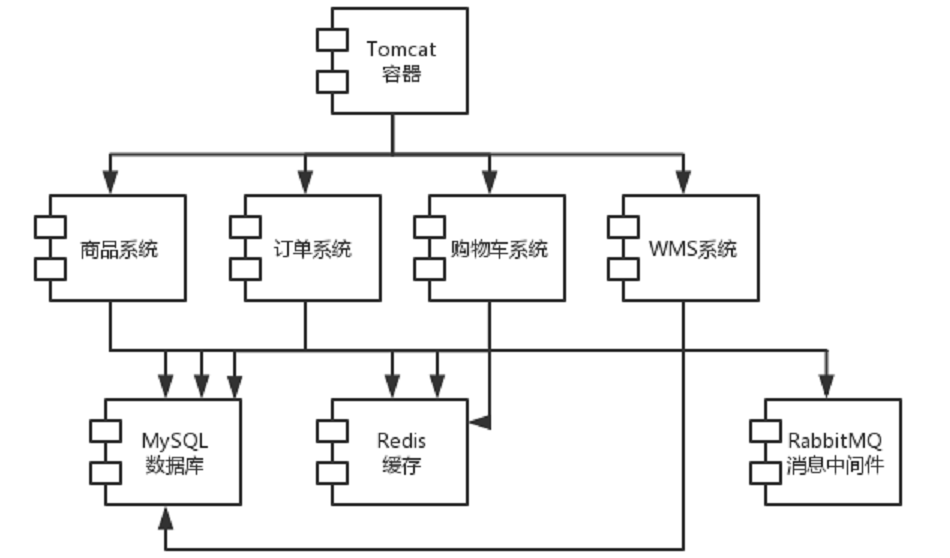 Tomcat
容器
商品系统
订单系统
购物车系统
WMS系统
MySQL
数据库
Redis
缓存
RabbitMQ
消息中间件